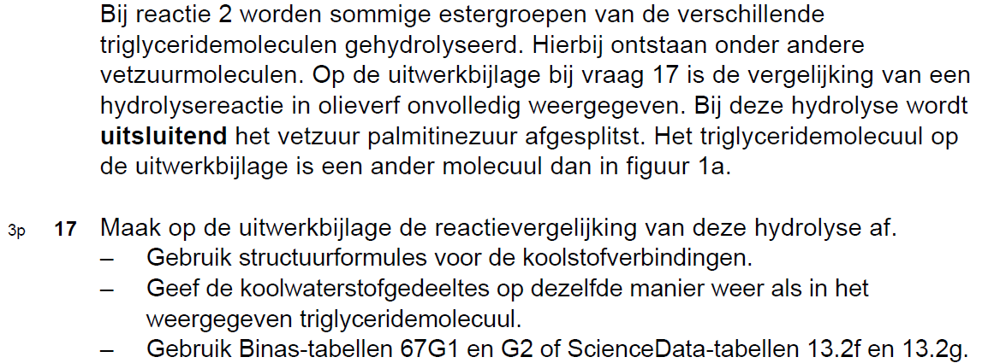 Bij reactie 2 worden sommige estergroepen van de verschillende
triglyceridemoleculen gehydrolyseerd. Hierbij ontstaan onder andere
vetzuurmoleculen. Op de uitwerkbijlage bij vraag 17 is de vergelijking van een
hydrolysereactie in olieverf onvolledig weergegeven. Bij deze hydrolyse wordt
uitsluitend het vetzuur palmitinezuur afgesplitst. Het triglyceridemolecuul op
de uitwerkbijlage is een ander molecuul dan in figuur 1a.
3p 17 Maak op de uitwerkbijlage de reactievergelijking van deze hydrolyse af.
– Gebruik structuurformules voor de koolstofverbindingen.
– Geef de koolwaterstofgedeeltes op dezelfde manier weer als in het
weergegeven triglyceridemolecuul.
– Gebruik Binas-tabellen 67G1 en G2 of ScienceData-tabellen 13.2f en 13.2g.